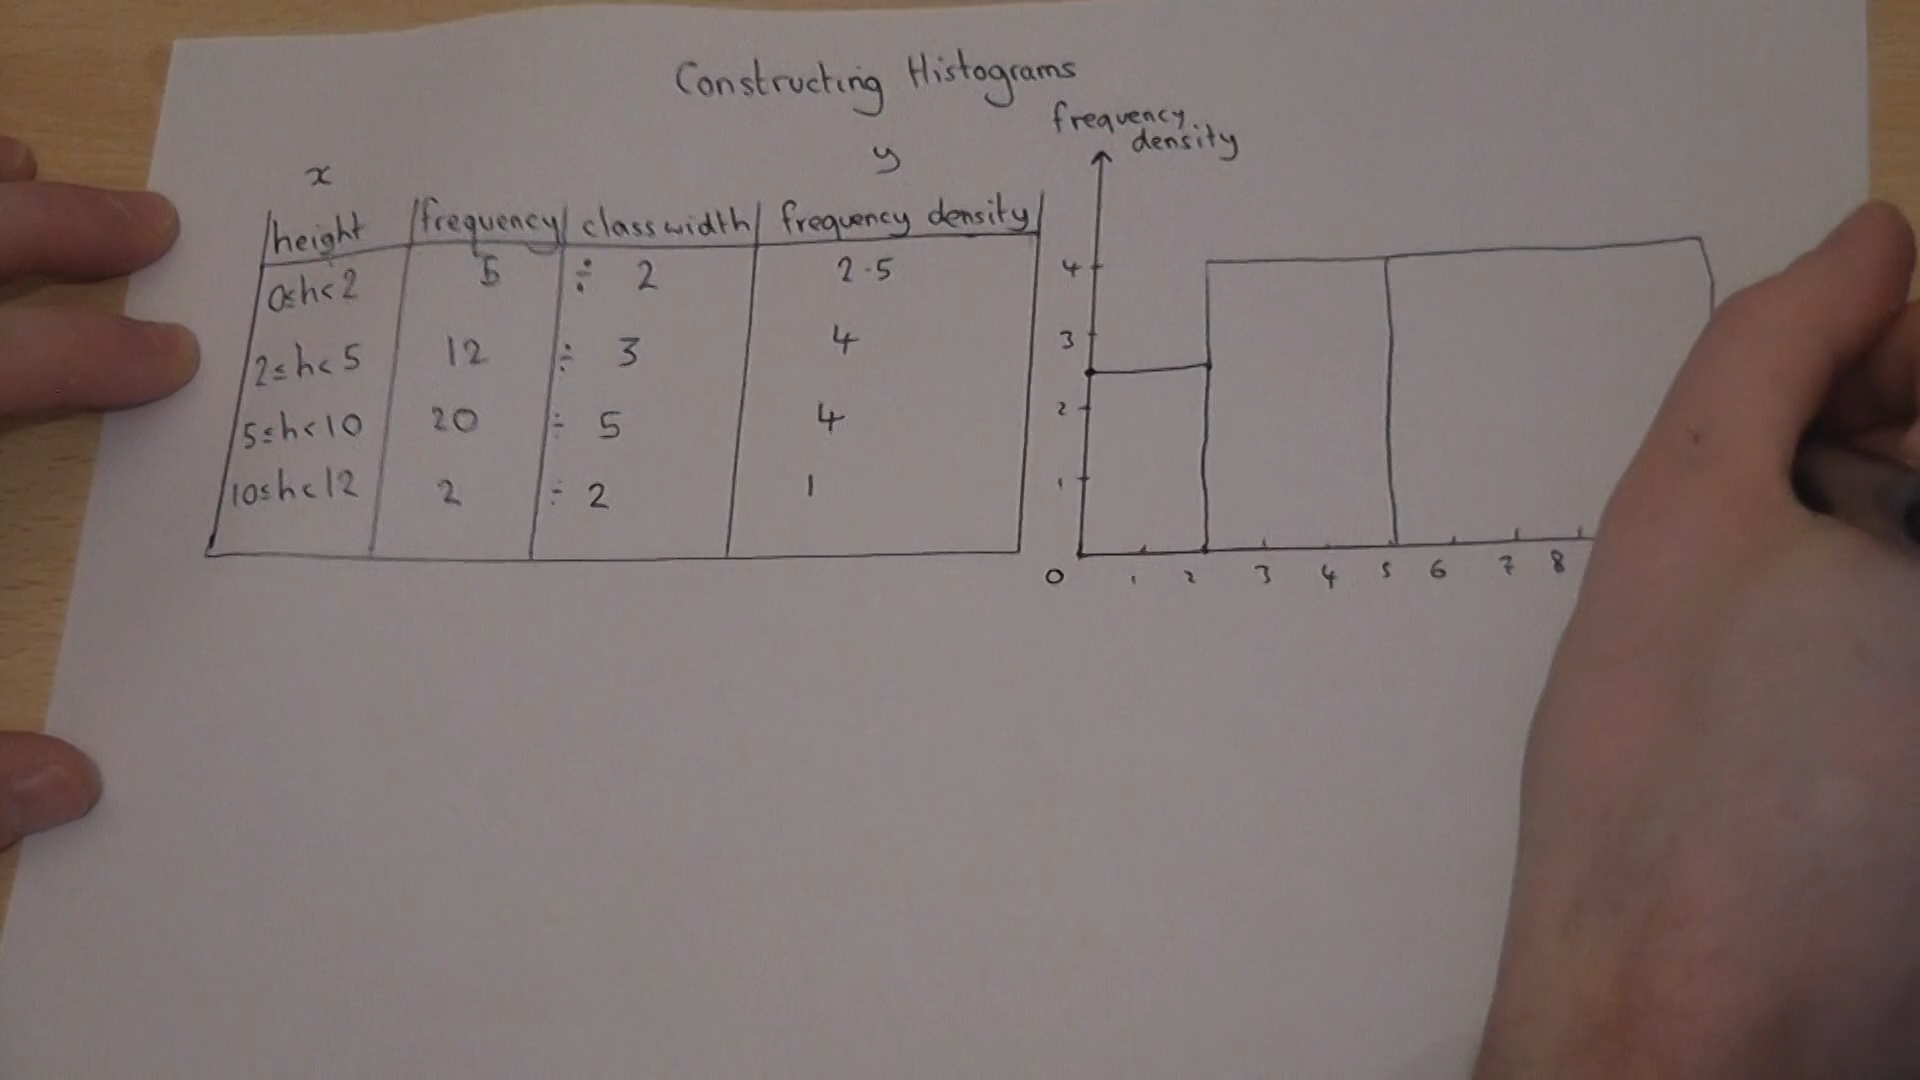 Constructing Histograms
x
y
height frequency class width frequency density
0≤h<2 5 ÷ 2 2·5
2≤h<5 12 ÷ 3 4
5≤h<10 20 ÷ 5 4
10≤h<12 2 ÷ 2 1
frequency
density
4
3
2
1
0 1 2 3 4 5 6 7 8